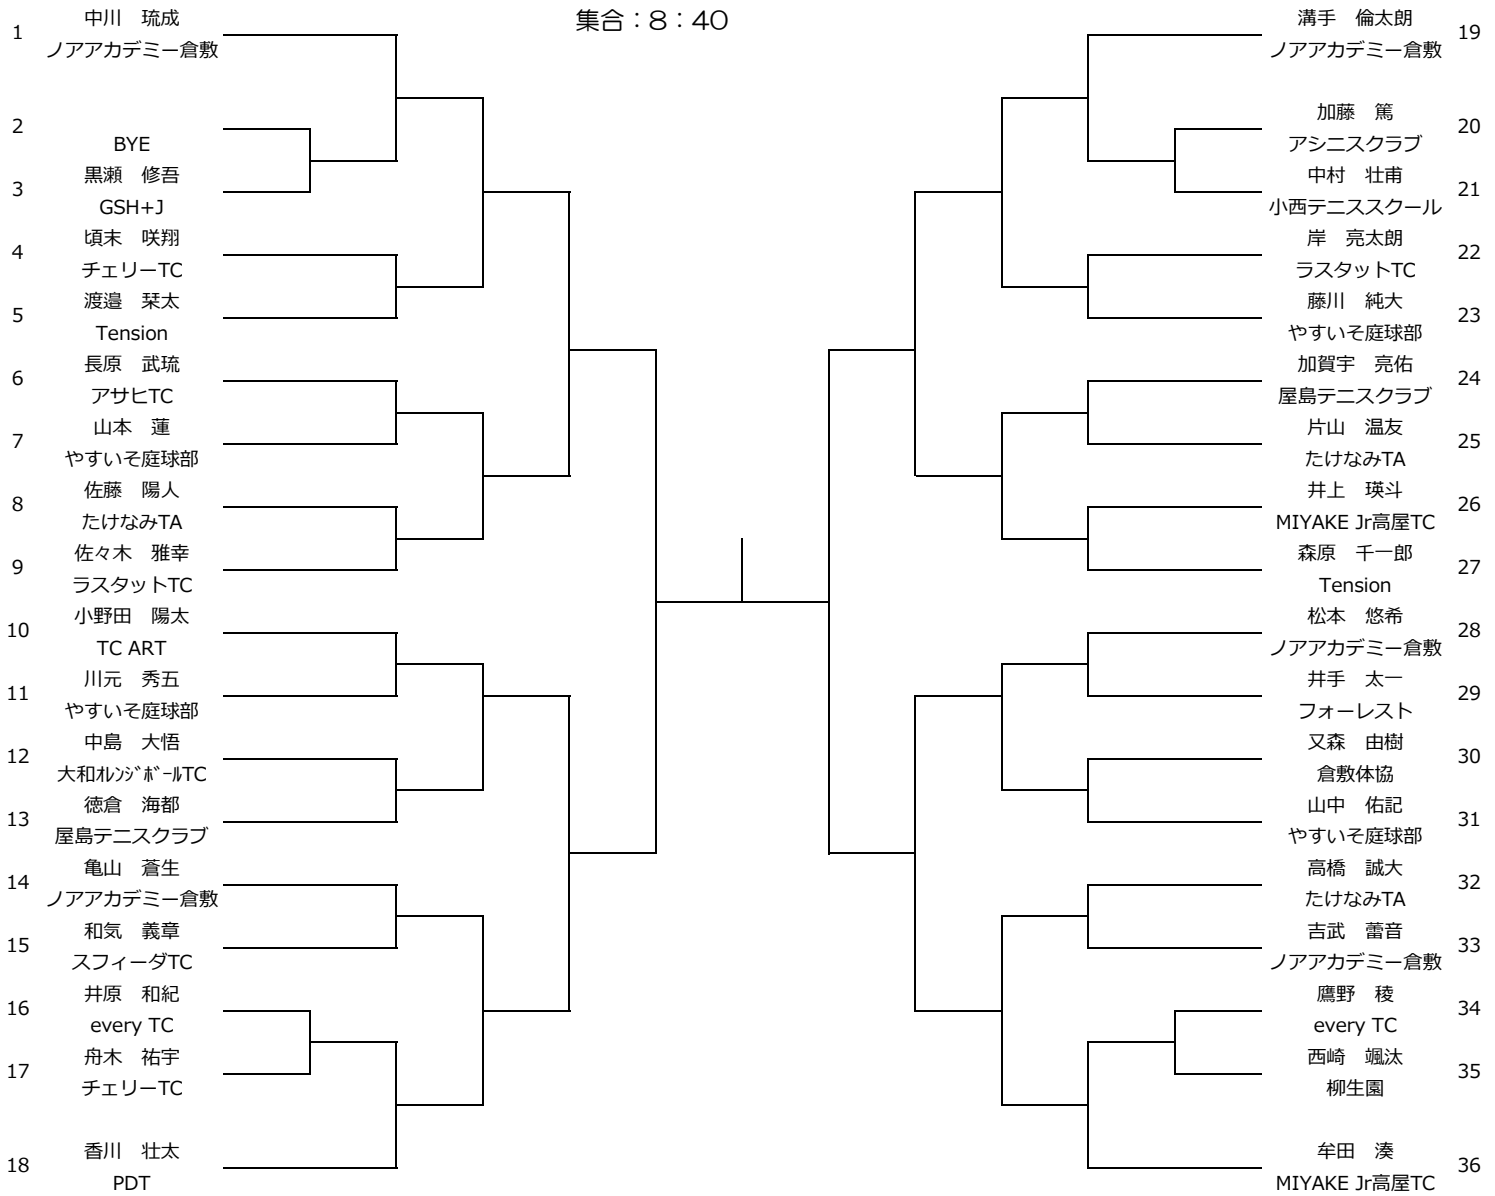 集合：8：40
1
中川　琉成
ノアアカデミー倉敷
2
BYE
3
黒瀬　修吾
GSH+J
4
頃末　咲翔
チェリーTC
5
渡邉　栞太
Tension
6
長原　武琉
アサヒTC
7
山本　蓮
やすいそ庭球部
8
佐藤　陽人
たけなみTA
9
佐々木　雅幸
ラスタットTC
10
小野田　陽太
TC ART
11
川元　秀五
やすいそ庭球部
12
中島　大悟
大和ｵﾚﾝｼﾞﾎﾞｰﾙTC
13
徳倉　海都
屋島テニスクラブ
14
亀山　蒼生
ノアアカデミー倉敷
15
和気　義章
スフィーダTC
16
井原　和紀
every TC
17
舟木　祐宇
チェリーTC
18
香川　壮太
PDT
溝手　倫太朗
19
ノアアカデミー倉敷
加藤　篤
20
アシニスクラブ
中村　壮甫
21
小西テニススクール
岸　亮太朗
22
ラスタットTC
藤川　純大
23
やすいそ庭球部
加賀宇　亮佑
24
屋島テニスクラブ
片山　温友
25
たけなみTA
井上　瑛斗
26
MIYAKE Jr高屋TC
森原　千一郎
27
Tension
松本　悠希
28
ノアアカデミー倉敷
井手　太一
29
フォーレスト
又森　由樹
30
倉敷体協
山中　佑記
31
やすいそ庭球部
高橋　誠大
32
たけなみTA
吉武　蕾音
33
ノアアカデミー倉敷
鷹野　稜
34
every TC
西崎　颯汰
35
柳生園
牟田　湊
36
MIYAKE Jr高屋TC